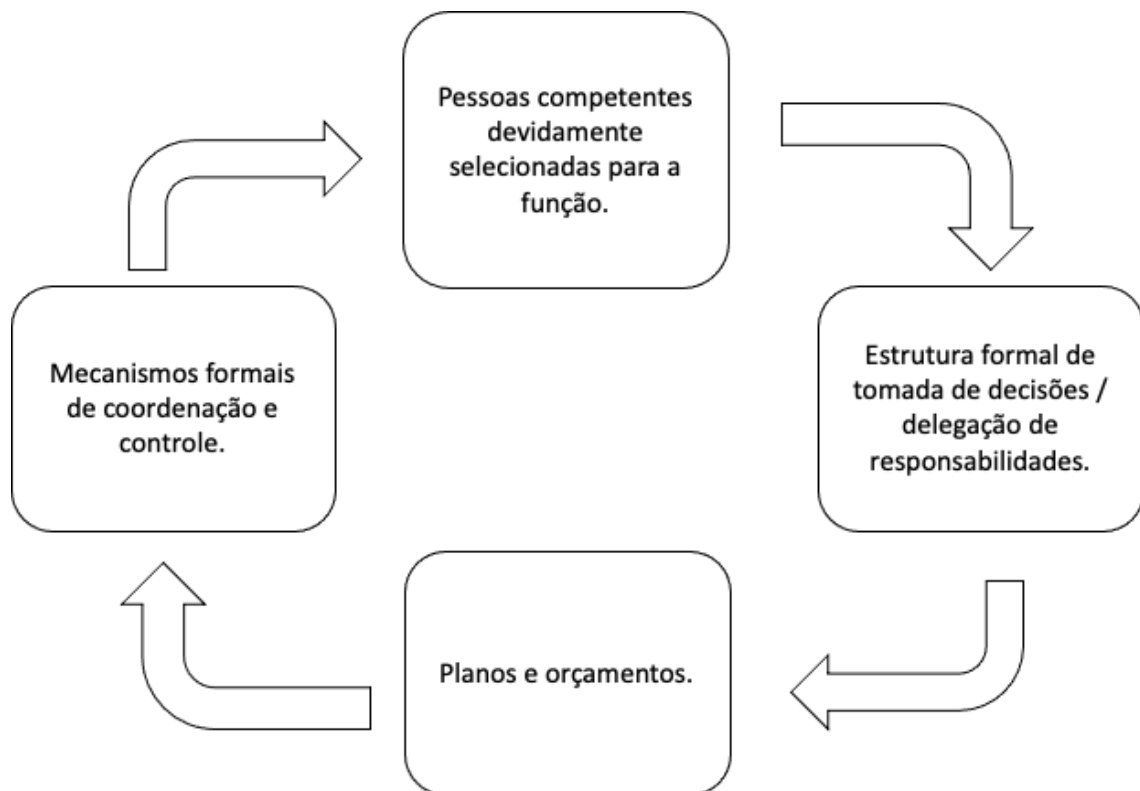 Pessoas competentes
devidamente
selecionadas para a
função.
Estrutura formal de
tomada de decisões /
delegação de
responsabilidades.
Planos e orçamentos.
Mecanismos formais
de coordenação e
controle.